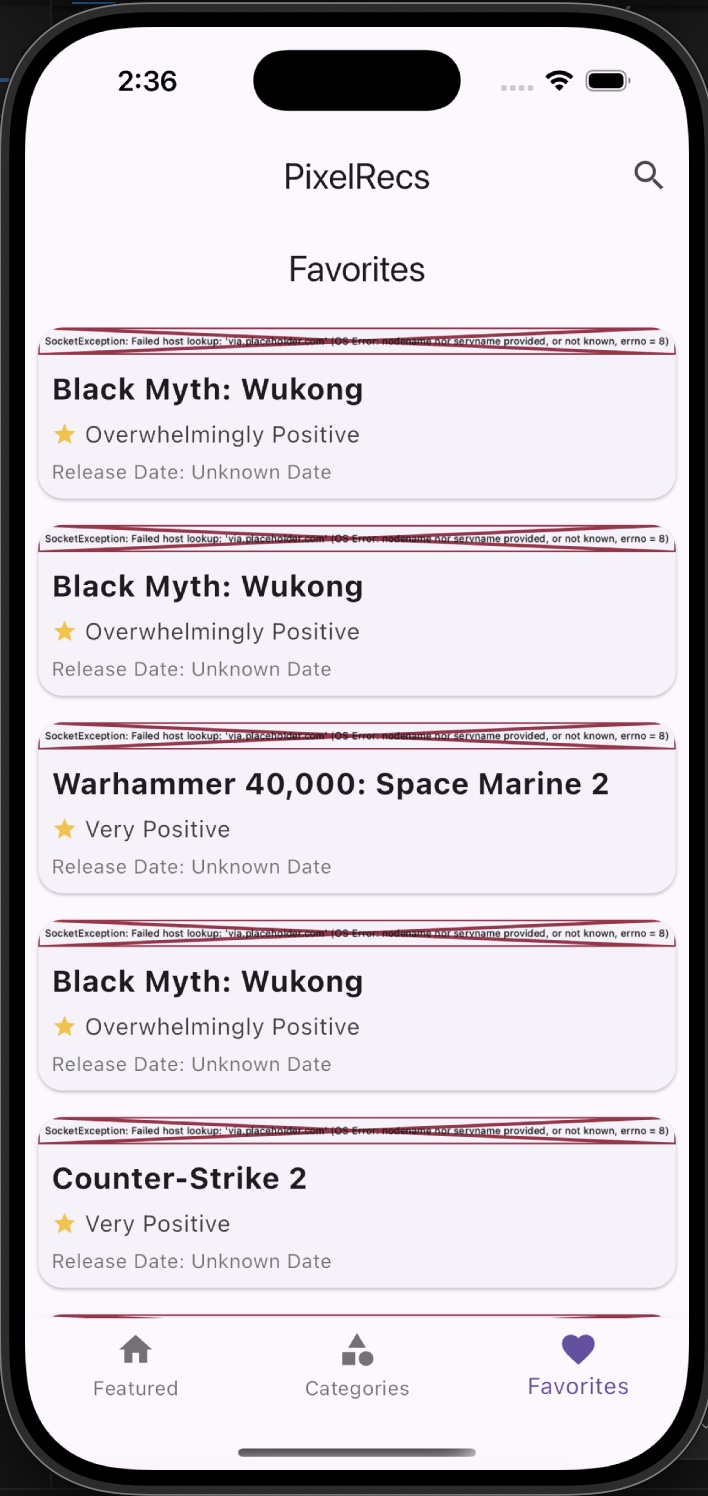 2:36
PixelRecs
Favorites
SocketException: Failed host lookup: 'via.placeholder.com' (OS Error: nodename nor servname provided, or not known, errno = 8)
Black Myth: Wukong
Overwhelmingly Positive
Release Date: Unknown Date
SocketException: Failed host lookup: 'via.placeholder.com' (OS Error: nodename nor servname provided, or not known, errno = 8)
Black Myth: Wukong
Overwhelmingly Positive
Release Date: Unknown Date
SocketException: Failed host lookup: 'via.placeholder.com' (OS Error: nodename nor servname provided, or not known, errno = 8)
Warhammer 40,000: Space Marine 2
Very Positive
Release Date: Unknown Date
SocketException: Failed host lookup: 'via.placeholder.com' (OS Error: nodename nor servname provided, or not known, errno = 8)
Black Myth: Wukong
Overwhelmingly Positive
Release Date: Unknown Date
SocketException: Failed host lookup: 'via.placeholder.com' (OS Error: nodename nor servname provided, or not known, errno = 8)
Counter-Strike 2
Very Positive
Release Date: Unknown Date
Featured
Categories
Favorites